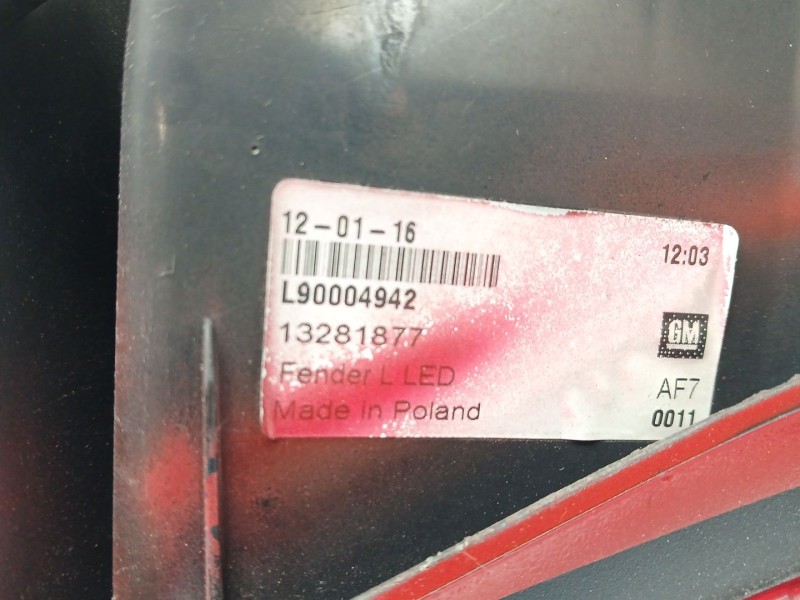 12-01-16
12:03
L90004942
13281877
GM
Fender L LED
AF7
Made in Poland
0011